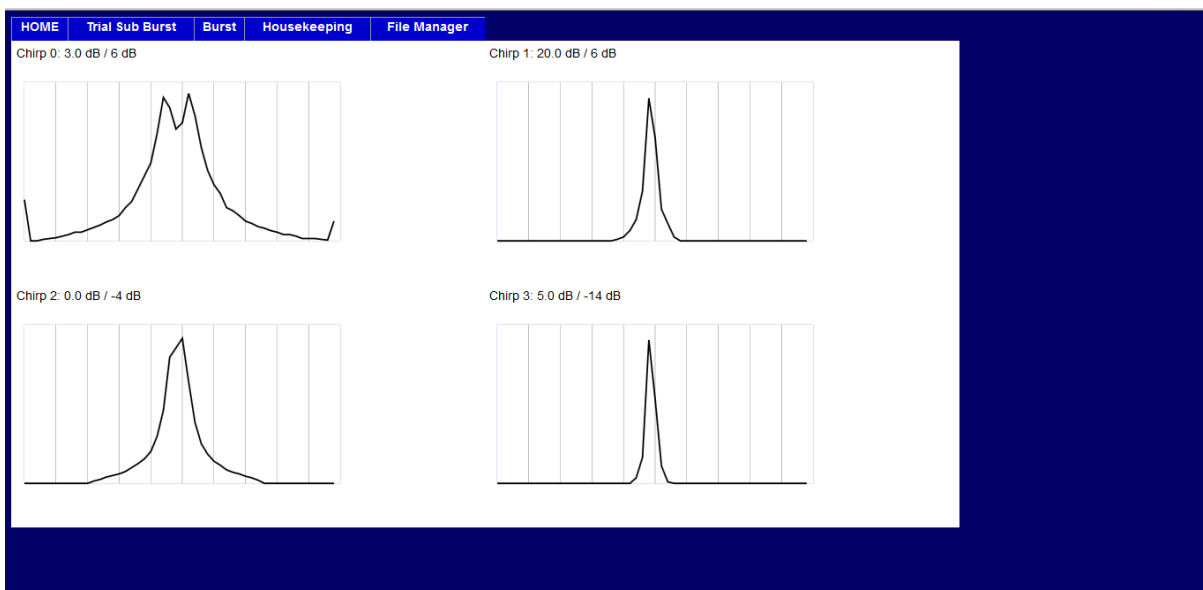 HOME Trial Sub Burst Burst Housekeeping File Manager
Chirp 0: 3.0 dB / 6 dB
Chirp 1: 20.0 dB / 6 dB
Chirp 2: 0.0 dB / -4 dB
Chirp 3: 5.0 dB / -14 dB